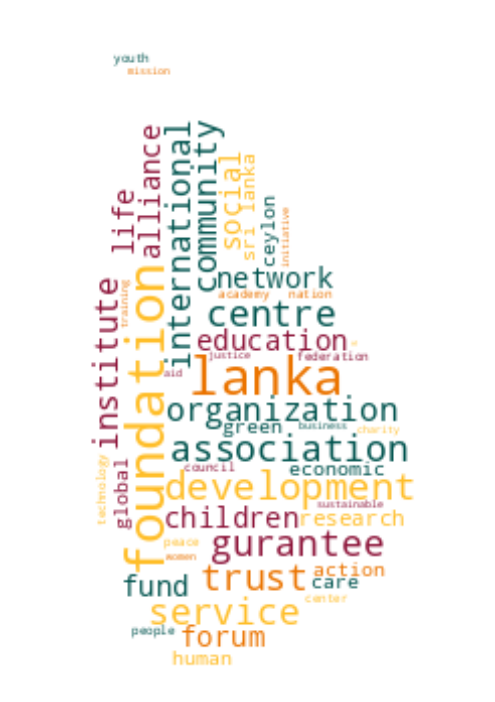 youth
mission
alliance
international
community
social
sri lanka
life
ceylon
initiative
network
training
academy
nation
institute
foundation
centre
education
justice
federation
aid
lanka
organization
green
business
charity
association
council
economic
global
technology
development
sustainable
children
research
peace
gurantee
women
trust
action
fund
care
center
service
people
forum
human